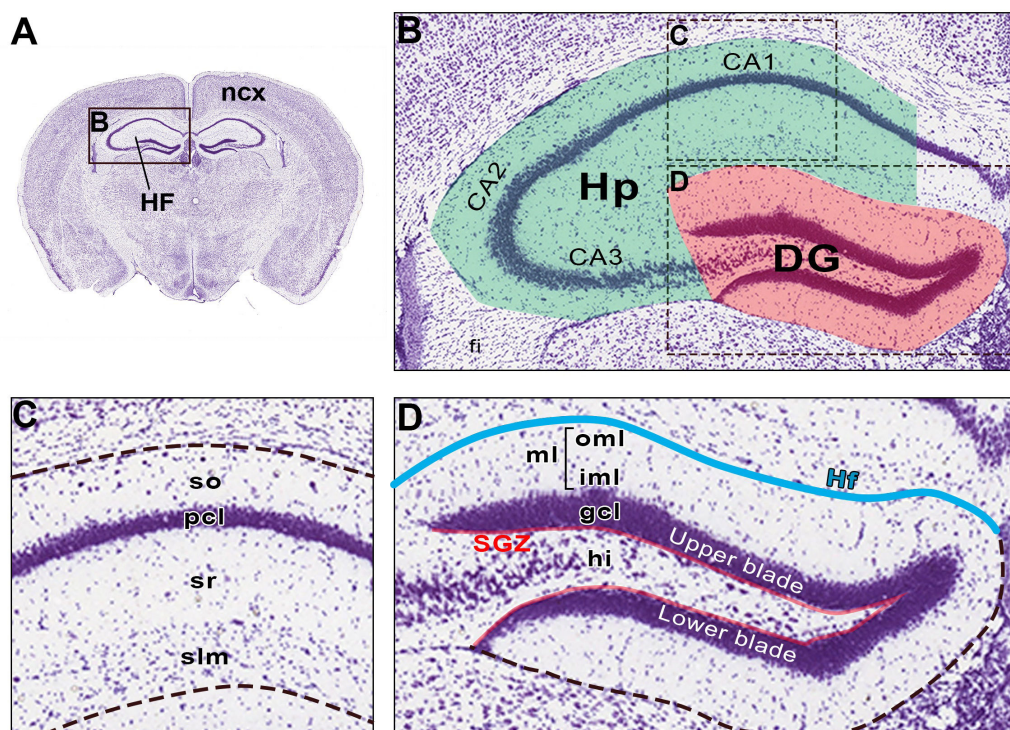 A
ncx
B
HF
B
C
CA1
CA2
Hp
D
CA3
DG
fi
C
so
pcl
sr
slm
D
oml
ml
iml
Hf
gcl
SGZ
hi
Upper blade
Lower blade